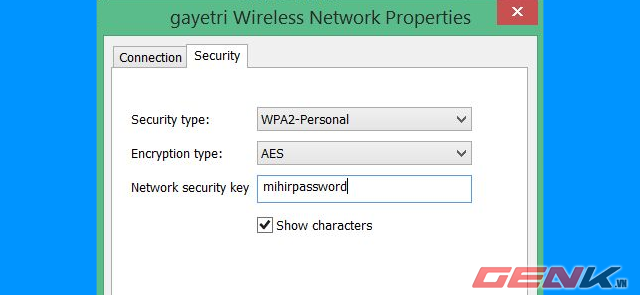 gayetri Wireless Network Properties
Connection Security
Security type: WPA2-Personal
Encryption type: AES
Network security key mihirpassword
Show characters
GENK.VN